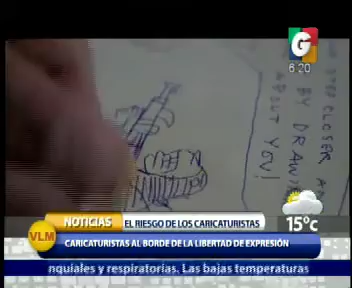 G
6:20
STEP CLOSER A
BY DRAWI
ABOUT YOU!
NOTICIAS
EL RIESGO DE LOS CARICATURISTAS
15°c
VLM
CARICATURISTAS AL BORDE DE LA LIBERTAD DE EXPRESIÓN
nquiales y respiratorias. Las bajas temperaturas